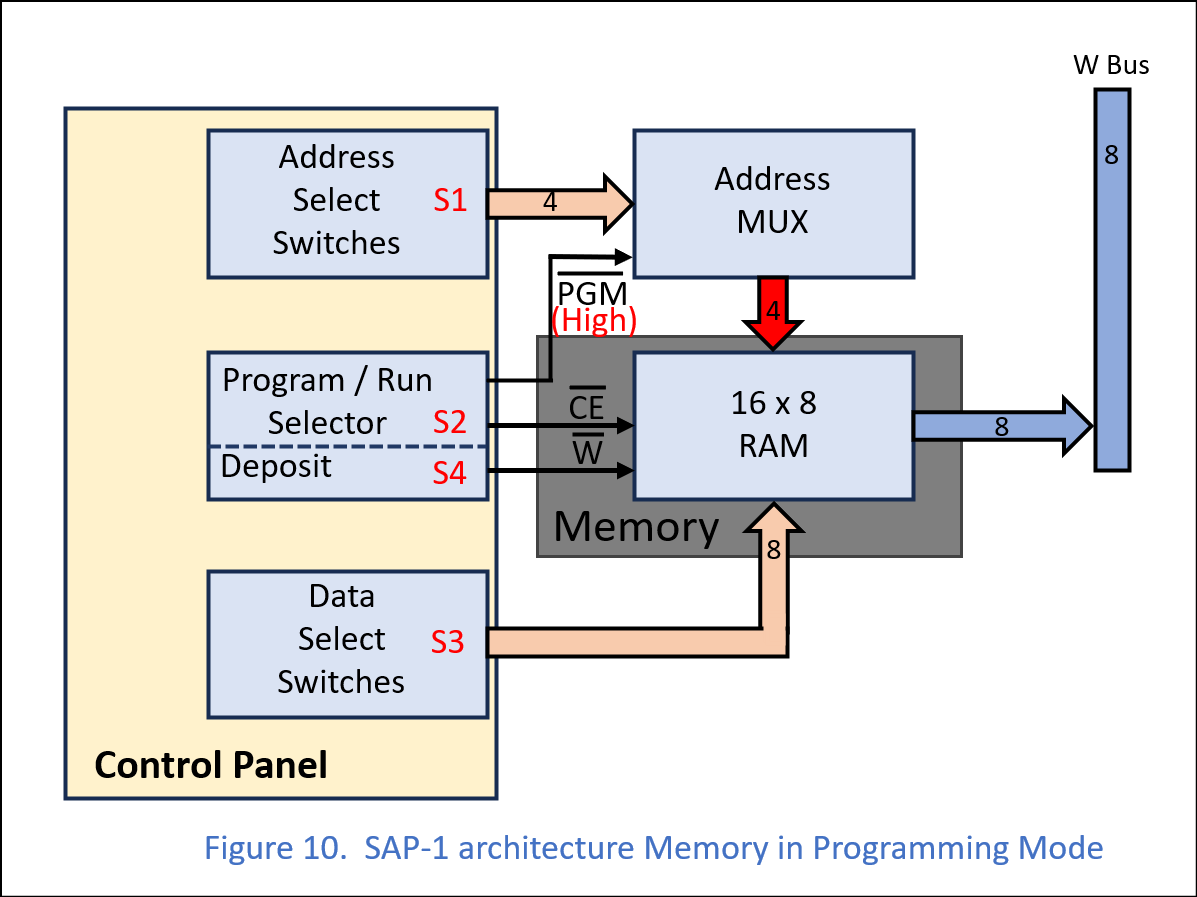 W Bus
8
Address
Select
Switches
S1
4
Address
MUX
PGM
(High)
4
Program / Run
Selector
S2
Deposit
S4
CE
W
16 x 8
RAM
8
Memory
8
Data
Select
Switches
S3
Control Panel
Figure 10. SAP-1 architecture Memory in Programming Mode